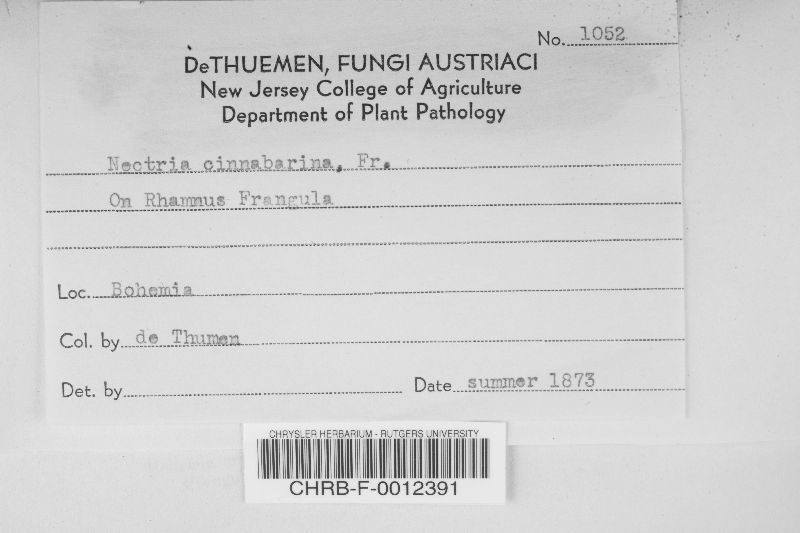 No. 1052
DeTHUEMEN, FUNGI AUSTRIACI
New Jersey College of Agriculture
Department of Plant Pathology
Nectria cinnabarina, Fr.
On Rhamnus Frangula
Loc. Bohemia
Col. by de Thumen
Det. by
Date summer 1873
CHRYSLER HERBARIUM - RUTGERS UNIVERSITY
CHRB-F-0012391